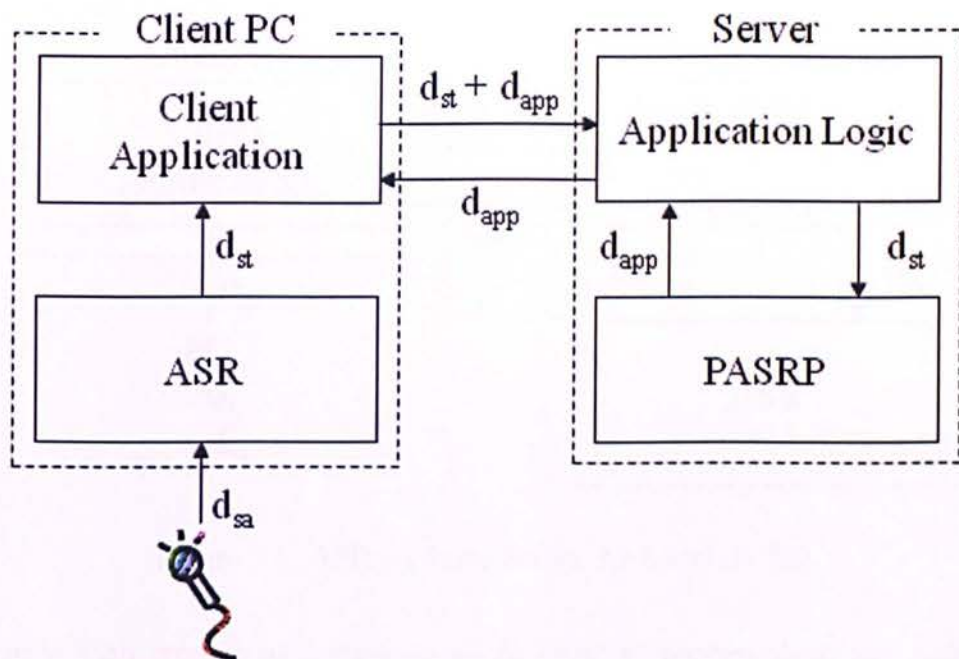 Client PC
Server
Client
Application
d_st + d_app
Application Logic
d_app
d_st
d_app
d_st
ASR
PASRP
d_sa